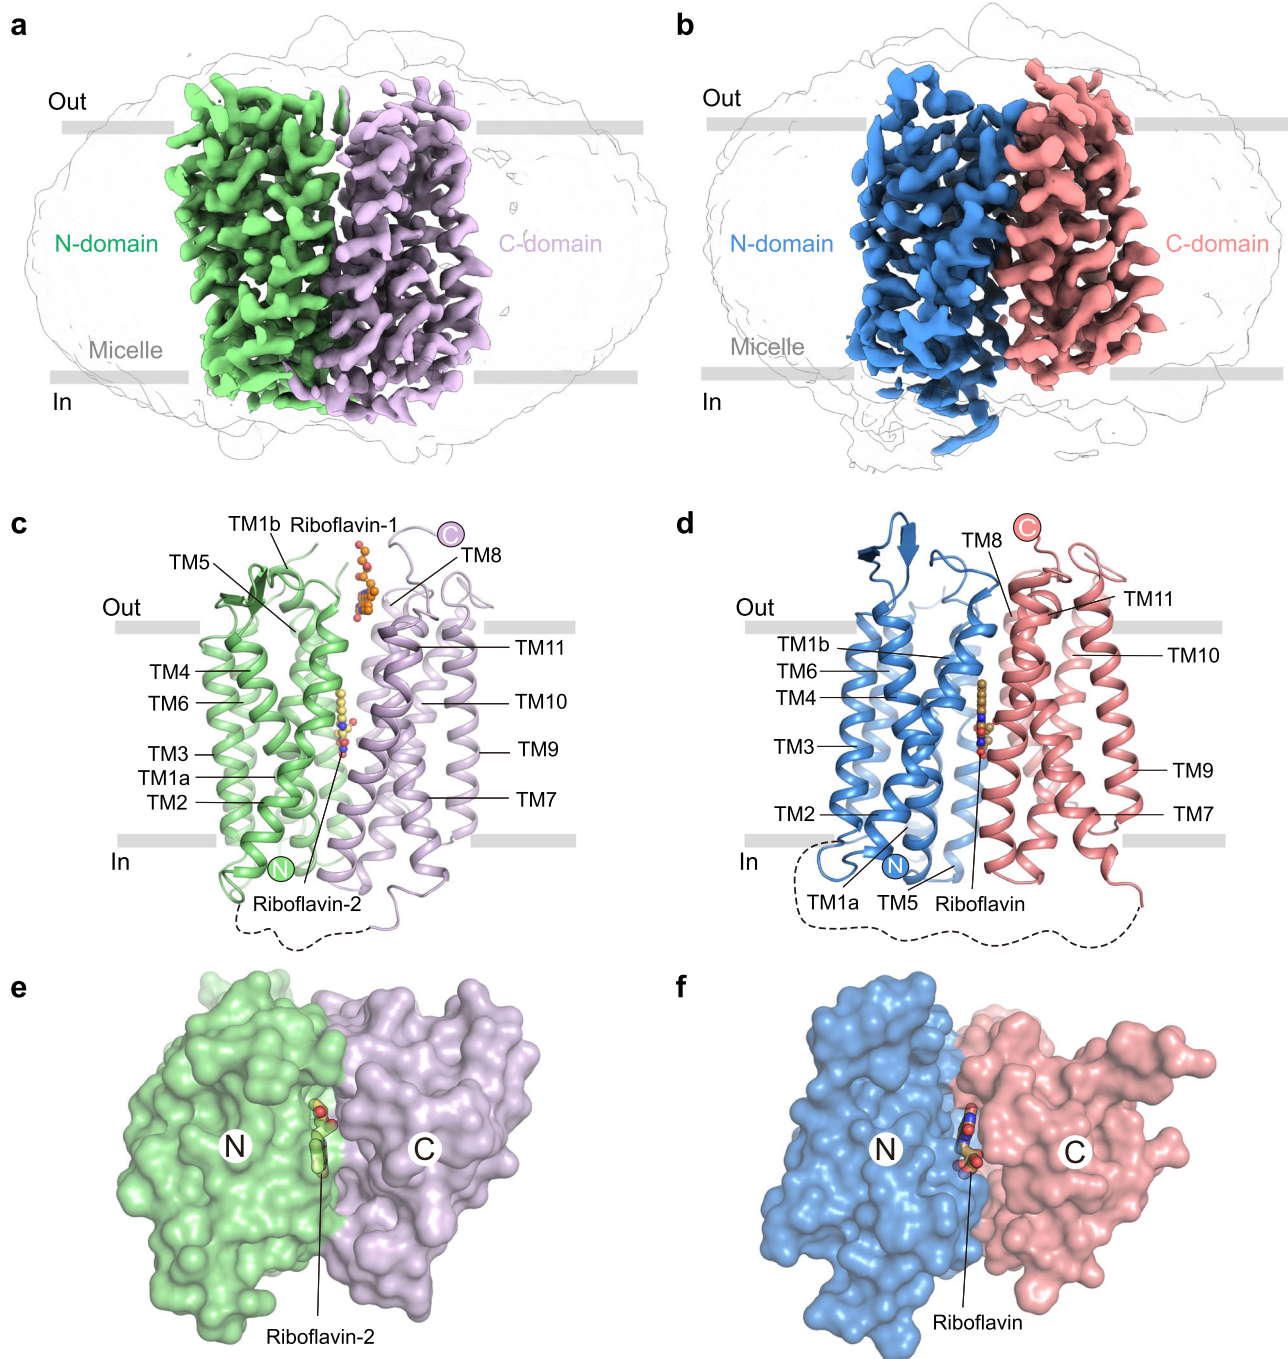 a
Out
N-domain
C-domain
Micelle
In
b
Out
N-domain
C-domain
Micelle
In
c
TM1b
Riboflavin-1
C
TM5
TM8
Out
TM4
TM11
TM6
TM10
TM3
TM9
TM1a
TM2
TM7
In
N
Riboflavin-2
d
C
TM8
Out
TM11
TM1b
TM10
TM6
TM4
TM3
TM9
TM2
TM7
In
N
TM1a
TM5
Riboflavin
e
N
C
Riboflavin-2
f
N
C
Riboflavin